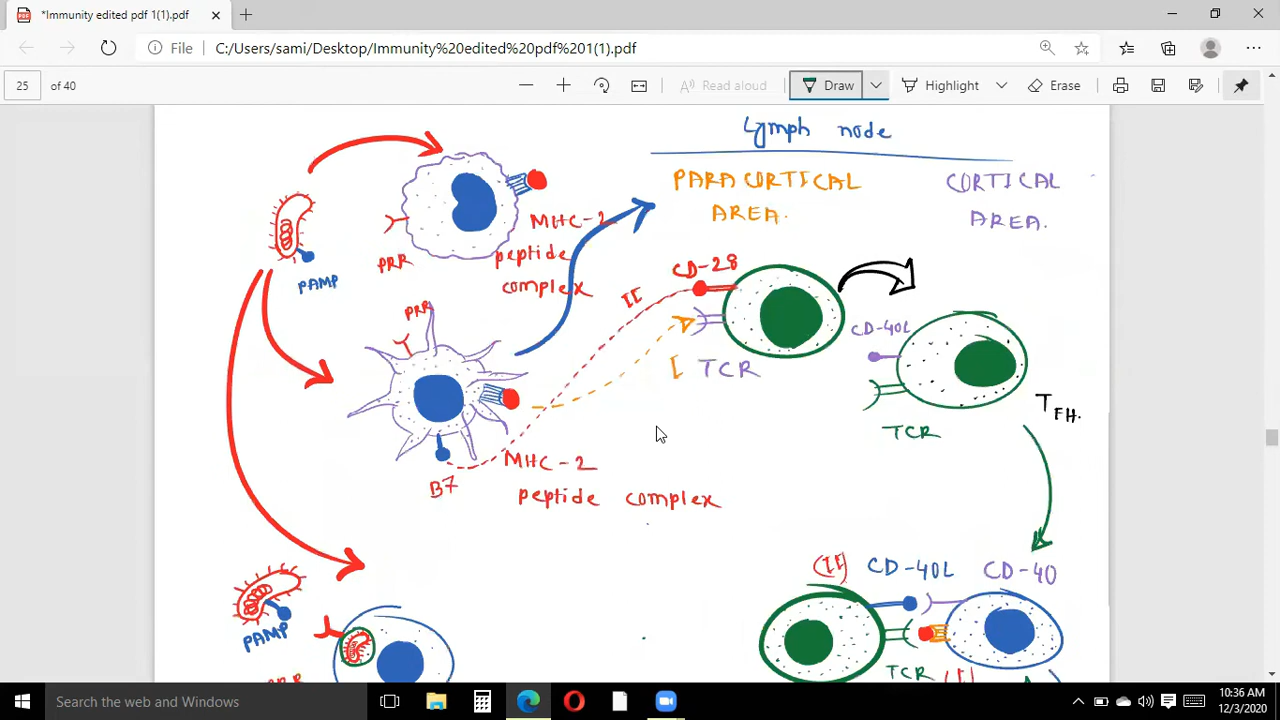 *Immunity edited pdf 1(1).pdf
File
C:/Users/sami/Desktop/Immunity%20edited%20pdf%201(1).pdf
25 of 40
Read aloud
Draw
Highlight
Erase
Lymph node
PARACORTICAL
AREA.
CORTICAL
AREA.
PAMP
PRR
MHC-2
peptide
complex
CD-28
II
PRR
I TCR
CD-40L
TCR
TFH.
B7
MHC-2
peptide complex
(II) CD-40L CD-40
PAMP
TCR
Search the web and Windows
10:36 AM
12/3/2020